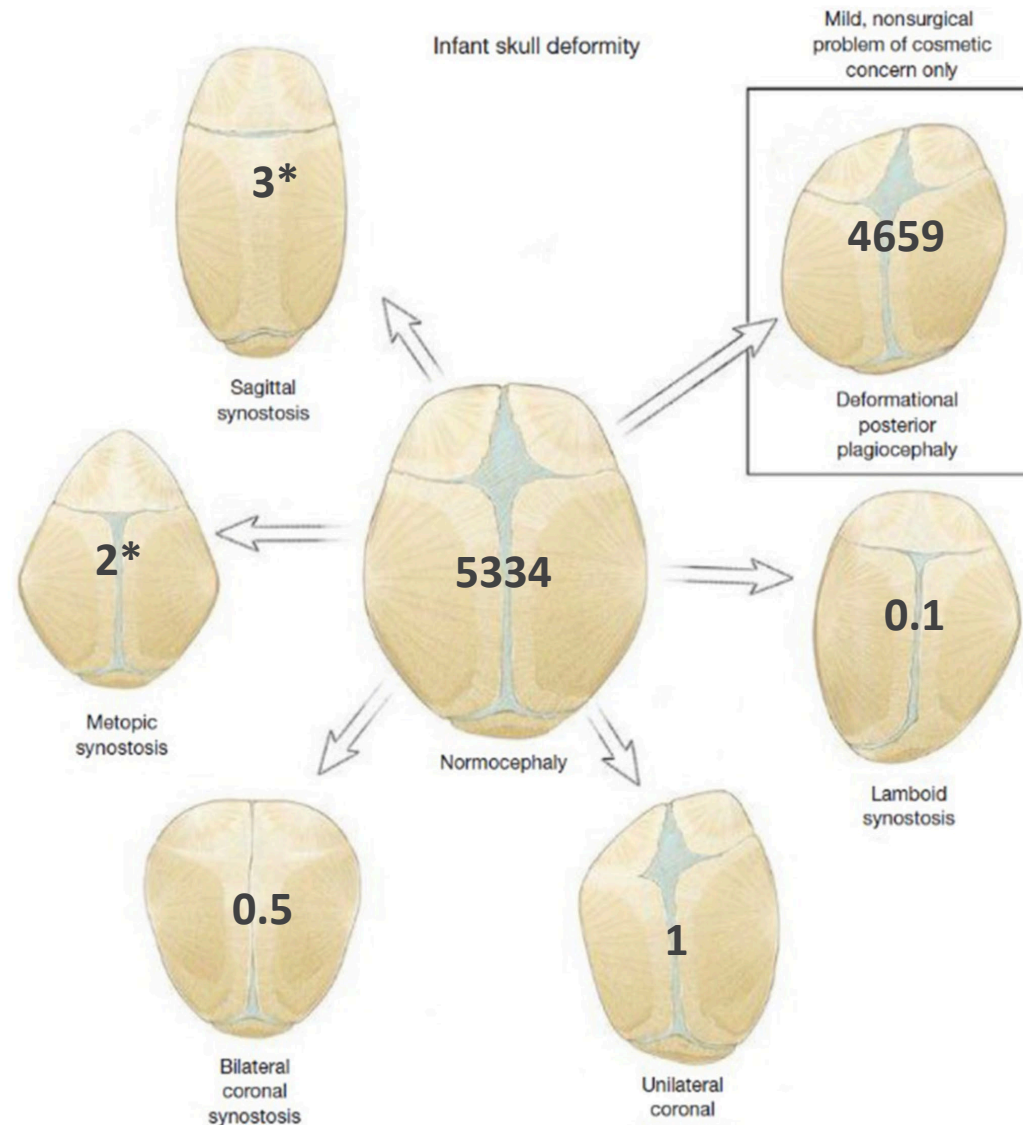 Infant skull deformity
Mild, nonsurgical
problem of cosmetic
concern only
3*
Sagittal
synostosis
4659
Deformational
posterior
plagiocephaly
2*
Metopic
synostosis
5334
Normocephaly
0.1
Lamboid
synostosis
0.5
Bilateral
coronal
synostosis
1
Unilateral
coronal